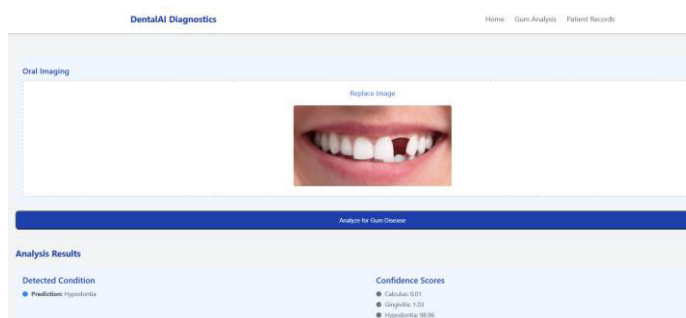 DentalAI Diagnostics
Home Gum Analysis Patient Records
Oral Imaging
Replace Image
Analyze for Gum Disease
Analysis Results
Detected Condition
Prediction: Hypodontia
Confidence Scores
Calculus: 0.01
Gingivitis: 1.03
Hypodontia: 98.96